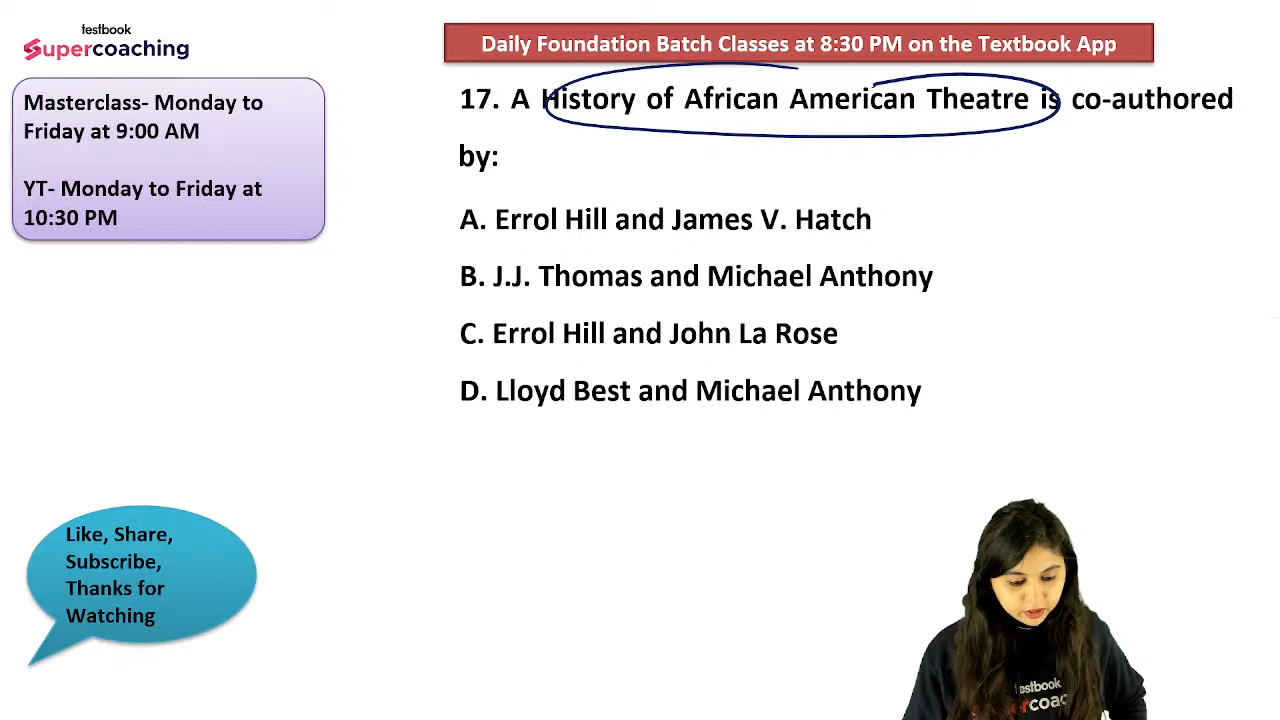 testbook
Supercoaching
Daily Foundation Batch Classes at 8:30 PM on the Textbook App
Masterclass- Monday to
Friday at 9:00 AM
YT- Monday to Friday at
10:30 PM
17. A History of African American Theatre is co-authored
by:
A. Errol Hill and James V. Hatch
B. J.J. Thomas and Michael Anthony
C. Errol Hill and John La Rose
D. Lloyd Best and Michael Anthony
Like, Share,
Subscribe,
Thanks for
Watching
testbook